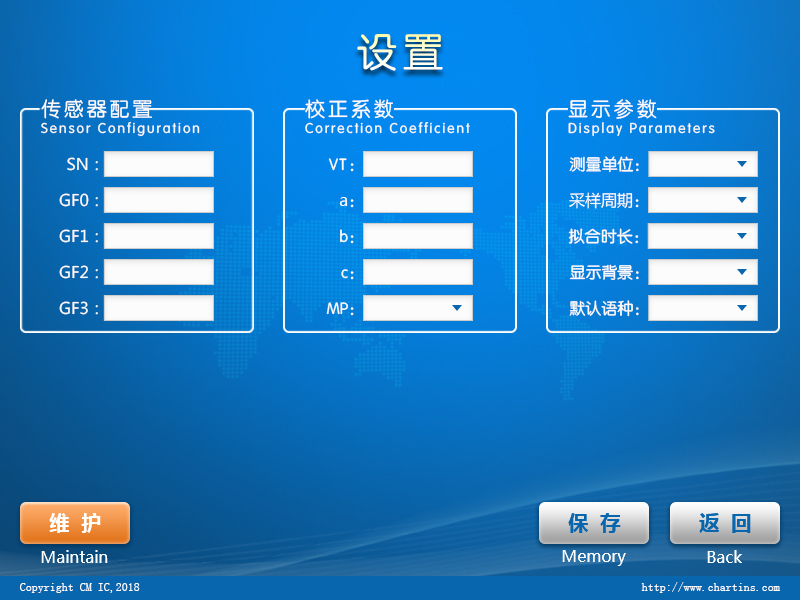 设置
传感器配置
Sensor Configuration
SN :
GF0 :
GF1 :
GF2 :
GF3 :
校正系数
Correction Coefficient
VT:
a:
b:
c:
MP:
显示参数
Display Parameters
测量单位:
采样周期:
拟合时长:
显示背景:
默认语种:
维 护
Maintain
保 存
Memory
返 回
Back
Copyright CM IC,2018
http://www.chartins.com